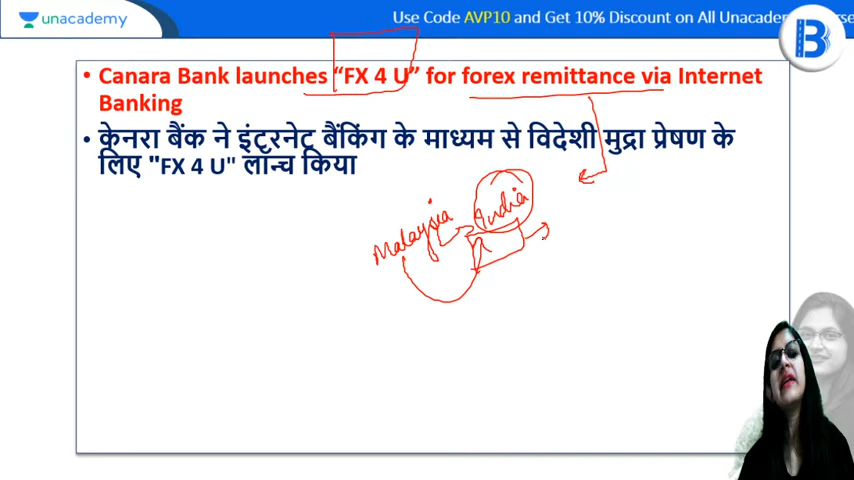 unacademy
Use Code AVP10 and Get 10% Discount on All Unacademy
B
• Canara Bank launches “FX 4 U” for forex remittance via Internet
Banking
• केनरा बैंक ने इंटरनेट बैंकिंग के माध्यम से विदेशी मुद्रा प्रेषण के
लिए "FX 4 U" लॉन्च किया
India
Malaysia